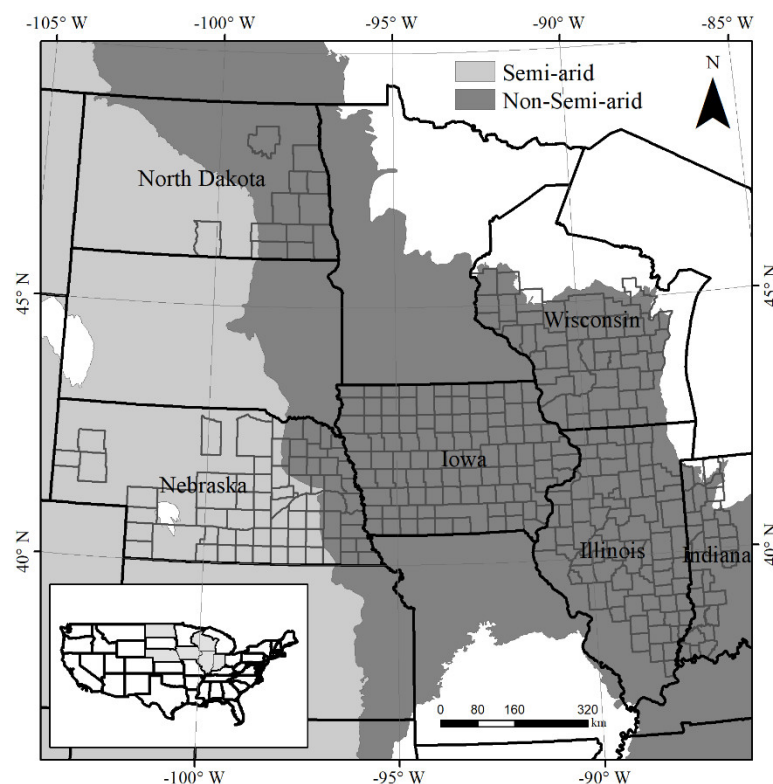 -105° W -100° W -95° W -90° W -85° W
N
Semi-arid
Non-Semi-arid
North Dakota
45° N
45° N
Wisconsin
Iowa
Nebraska
Illinois
Indiana
40° N
40° N
0 80 160 320
km
-100° W -95° W -90° W